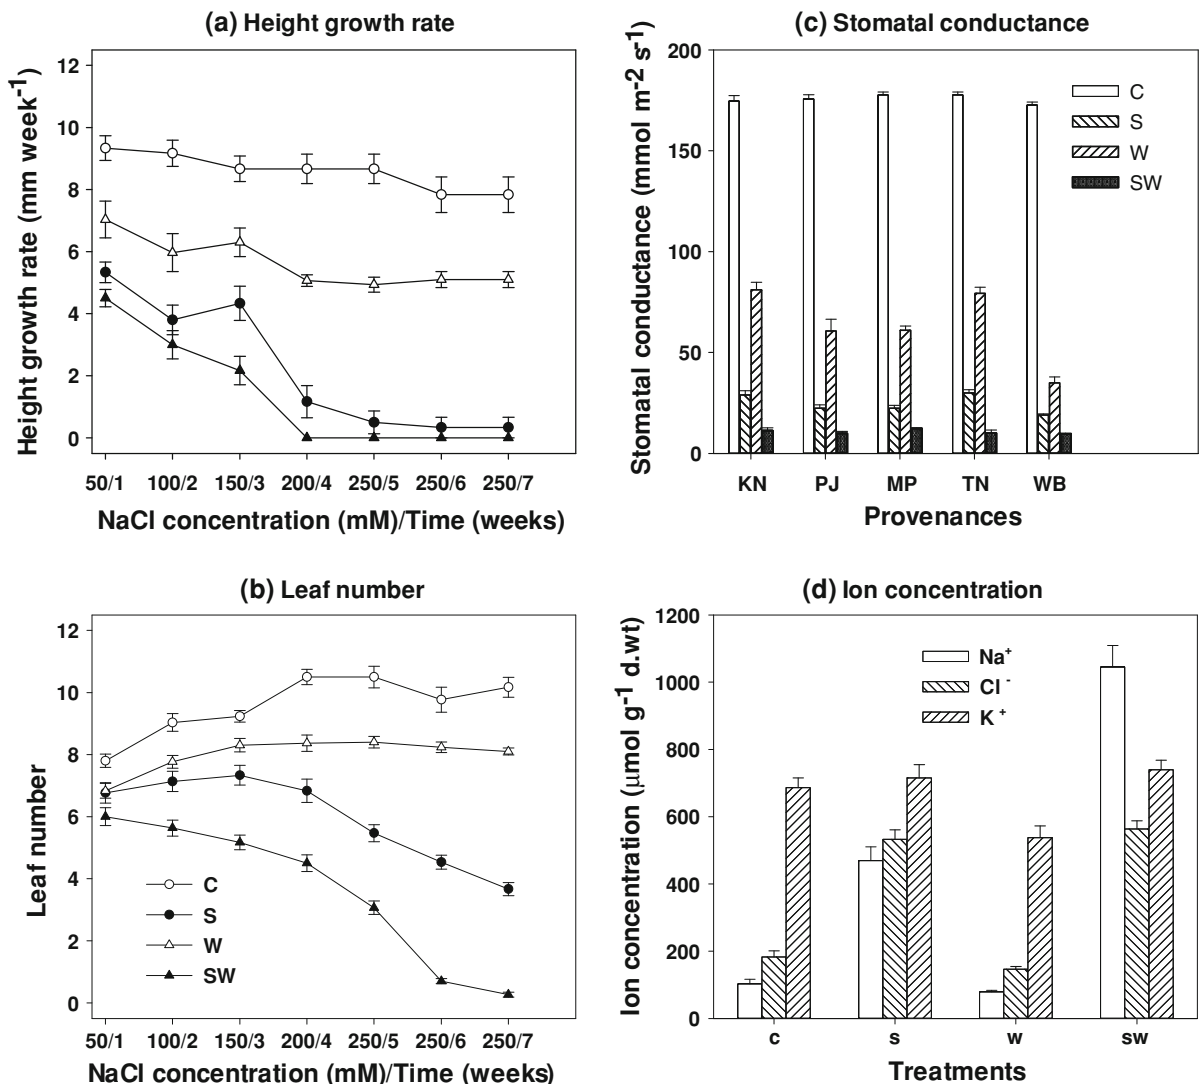 (a) Height growth rate
Height growth rate (mm week-1)
12
10
8
6
4
2
0
50/1 100/2 150/3 200/4 250/5 250/6 250/7
NaCl concentration (mM)/Time (weeks)
(c) Stomatal conductance
Stomatal conductance (mmol m-2 s-1)
200
150
100
50
0
C
S
W
SW
KN PJ MP TN WB
Provenances
(b) Leaf number
Leaf number
12
10
8
6
4
2
0
C
S
W
SW
50/1 100/2 150/3 200/4 250/5 250/6 250/7
NaCl concentration (mM)/Time (weeks)
(d) Ion concentration
Ion concentration (μmol g-1 d.wt)
1200
1000
800
600
400
200
0
Na+
Cl-
K+
c s w sw
Treatments